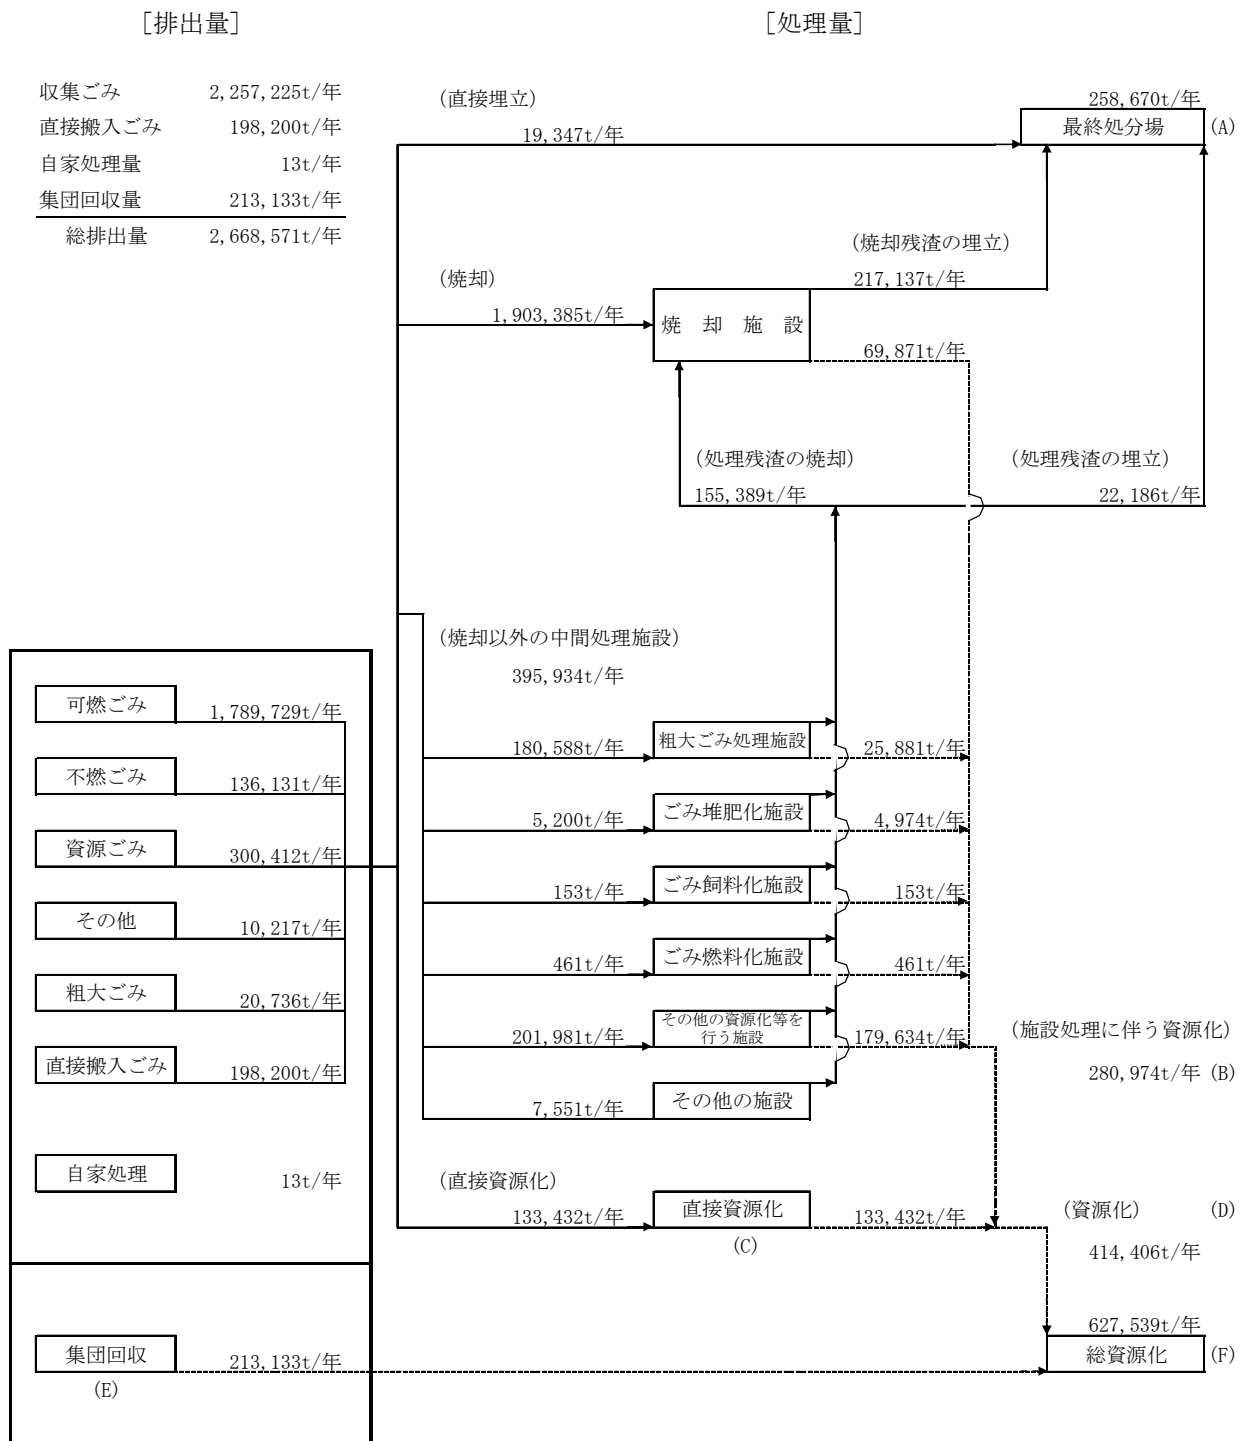 ［排出量］
［処理量］
収集ごみ 2,257,225t/年
直接搬入ごみ 198,200t/年
自家処理量 13t/年
集団回収量 213,133t/年
総排出量 2,668,571t/年
(直接埋立)
19,347t/年
258,670t/年
最終処分場 (A)
(焼却残渣の埋立)
217,137t/年
(焼却)
1,903,385t/年
焼却施設
69,871t/年
(処理残渣の焼却)
155,389t/年
(処理残渣の埋立)
22,186t/年
(焼却以外の中間処理施設)
395,934t/年
可燃ごみ 1,789,729t/年
不燃ごみ 136,131t/年
資源ごみ 300,412t/年
その他 10,217t/年
粗大ごみ 20,736t/年
直接搬入ごみ 198,200t/年
自家処理 13t/年
180,588t/年 粗大ごみ処理施設 25,881t/年
5,200t/年 ごみ堆肥化施設 4,974t/年
153t/年 ごみ飼料化施設 153t/年
461t/年 ごみ燃料化施設 461t/年
その他の資源化等を
201,981t/年 行う施設 179,634t/年
(施設処理に伴う資源化)
280,974t/年 (B)
7,551t/年 その他の施設
(直接資源化)
133,432t/年 直接資源化 133,432t/年
(C)
(資源化) (D)
414,406t/年
627,539t/年
集団回収 213,133t/年
(E)
総資源化 (F)